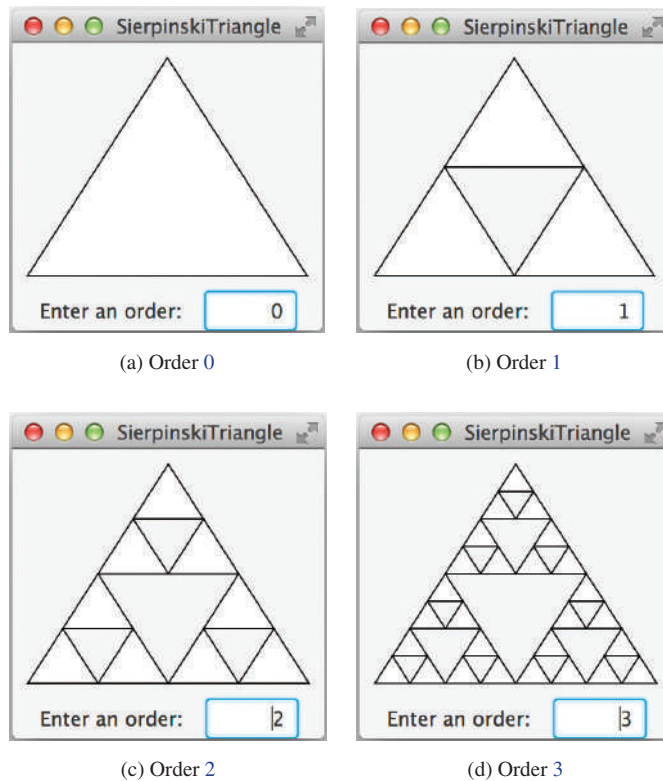 SierpinskiTriangle
SierpinskiTriangle
Enter an order: 0
Enter an order: 1
(a) Order 0
(b) Order 1
SierpinskiTriangle
SierpinskiTriangle
Enter an order: 2
Enter an order: 3
(c) Order 2
(d) Order 3